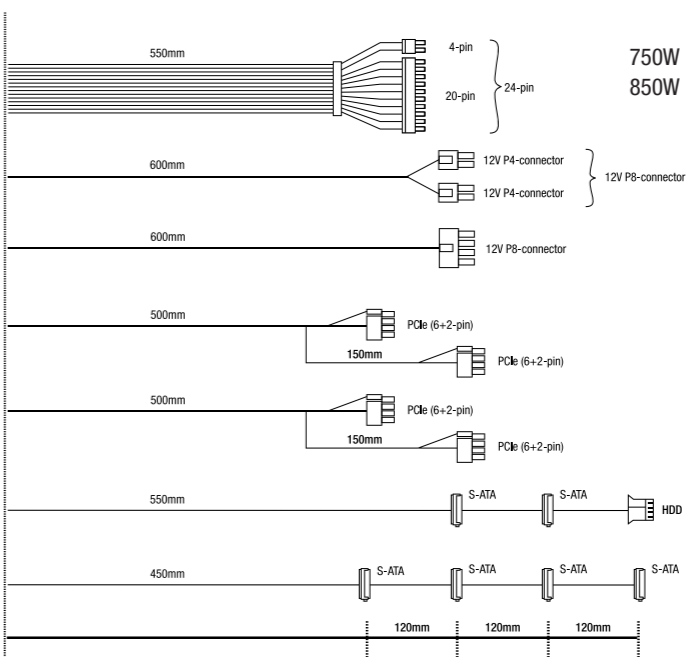 550mm
4-pin
20-pin
24-pin
750W
850W
600mm
12V P4-connector
12V P4-connector
12V P8-connector
600mm
12V P8-connector
500mm
PCIe (6+2-pin)
150mm
PCIe (6+2-pin)
500mm
PCIe (6+2-pin)
150mm
PCIe (6+2-pin)
550mm
S-ATA
S-ATA
HDD
450mm
S-ATA
S-ATA
S-ATA
S-ATA
120mm
120mm
120mm